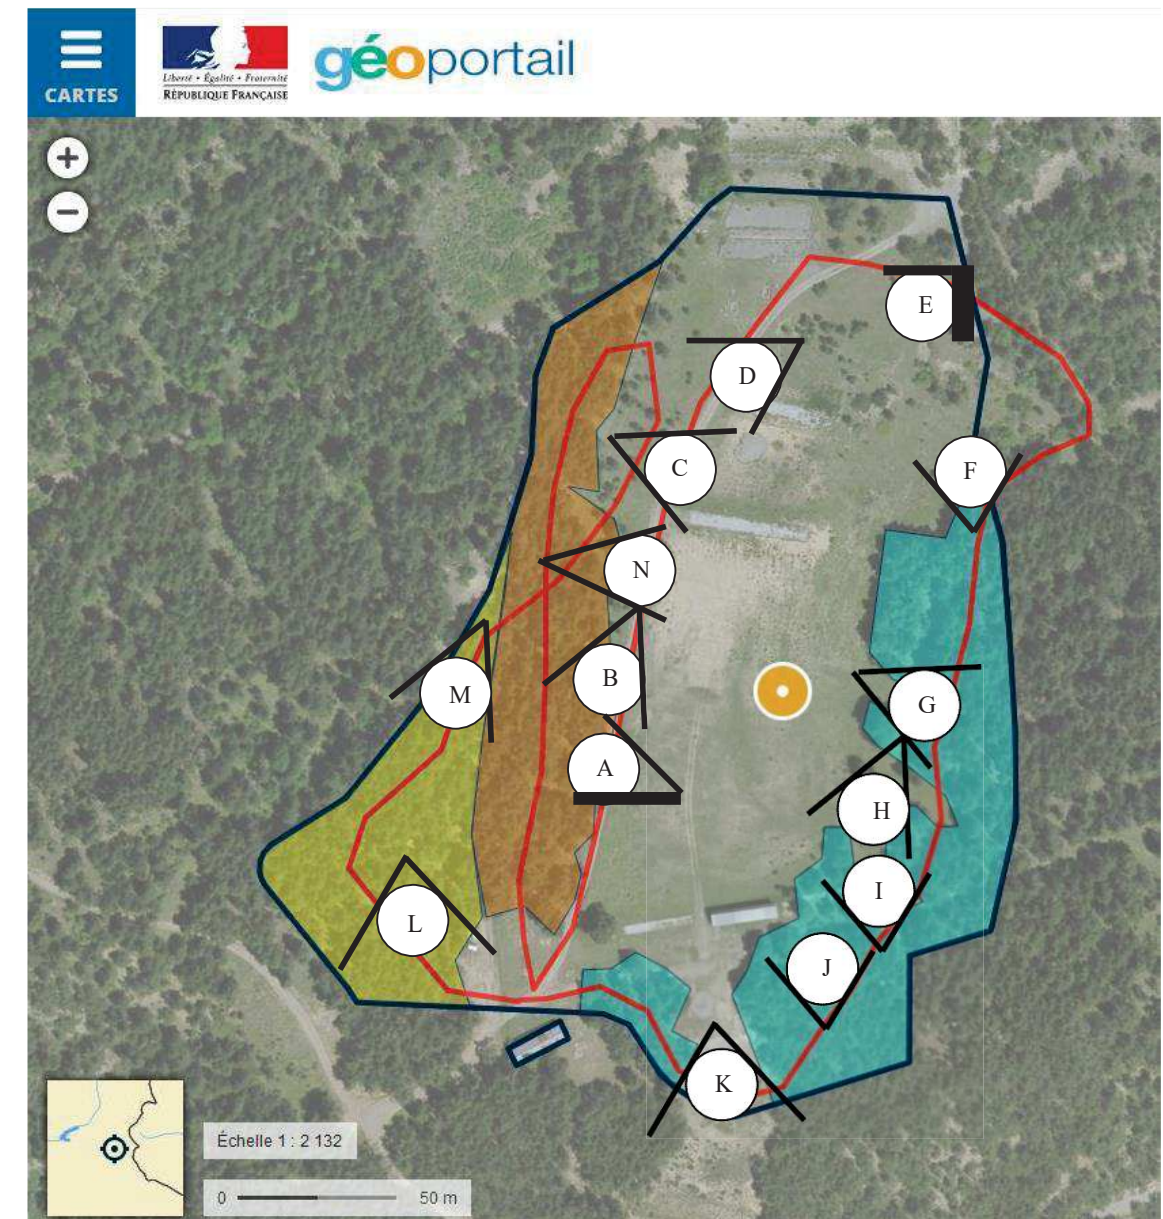 CARTES
Liberté • Égalité • Fraternité
RÉPUBLIQUE FRANÇAISE
géoportail
+
−
E
D
C
F
N
B
M
G
A
H
I
L
J
K
Échelle 1 : 2 132
0 50 m